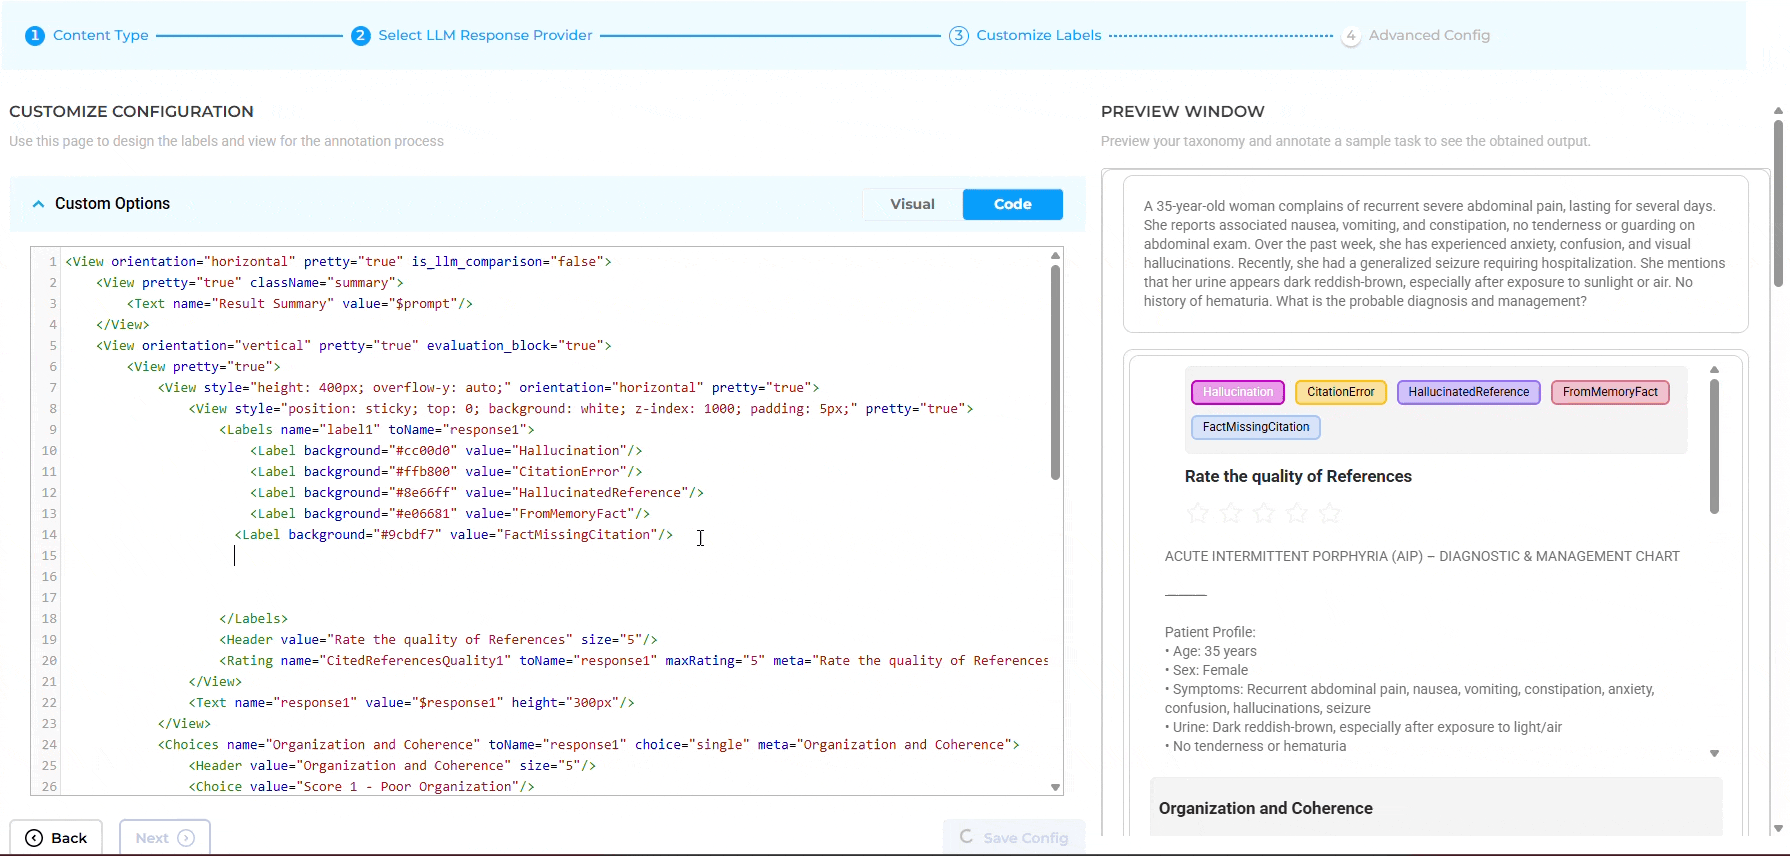 1 Content Type 2 Select LLM Response Provider 3 Customize Labels 4 Advanced Config
CUSTOMIZE CONFIGURATION
Use this page to design the labels and view for the annotation process
Custom Options
Visual Code
1 <View orientation="horizontal" pretty="true" is_llm_comparison="false">
2 <View pretty="true" className="summary">
3 <Text name="Result Summary" value="$prompt"/>
4 </View>
5 <View orientation="vertical" pretty="true" evaluation_block="true">
6 <View pretty="true">
7 <View style="height: 400px; overflow-y: auto;" orientation="horizontal" pretty="true">
8 <View style="position: sticky; top: 0; background: white; z-index: 1000; padding: 5px;" pretty="true">
9 <Labels name="label1" toName="response1">
10 <Label background="#cc00d0" value="Hallucination"/>
11 <Label background="#ffb800" value="CitationError"/>
12 <Label background="#8e66ff" value="HallucinatedReference"/>
13 <Label background="#e06681" value="FromMemoryFact"/>
14 <Label background="#9cbdf7" value="FactMissingCitation"/>
15
16
17
18 </Labels>
19 <Header value="Rate the quality of References" size="5"/>
20 <Rating name="CitedReferencesQuality1" toName="response1" maxRating="5" meta="Rate the quality of References
21 </View>
22 <Text name="response1" value="$response1" height="300px"/>
23 </View>
24 <Choices name="Organization and Coherence" toName="response1" choice="single" meta="Organization and Coherence">
25 <Header value="Organization and Coherence" size="5"/>
26 <Choice value="Score 1 - Poor Organization"/>
Back Next Save Config
PREVIEW WINDOW
Preview your taxonomy and annotate a sample task to see the obtained output.
A 35-year-old woman complains of recurrent severe abdominal pain, lasting for several days.
She reports associated nausea, vomiting, and constipation, no tenderness or guarding on
abdominal exam. Over the past week, she has experienced anxiety, confusion, and visual
hallucinations. Recently, she had a generalized seizure requiring hospitalization. She mentions
that her urine appears dark reddish-brown, especially after exposure to sunlight or air. No
history of hematuria. What is the probable diagnosis and management?
Hallucination CitationError HallucinatedReference FromMemoryFact
FactMissingCitation
Rate the quality of References
ACUTE INTERMITTENT PORPHYRIA (AIP) – DIAGNOSTIC & MANAGEMENT CHART
Patient Profile:
• Age: 35 years
• Sex: Female
• Symptoms: Recurrent abdominal pain, nausea, vomiting, constipation, anxiety,
confusion, hallucinations, seizure
• Urine: Dark reddish-brown, especially after exposure to light/air
• No tenderness or hematuria
Organization and Coherence